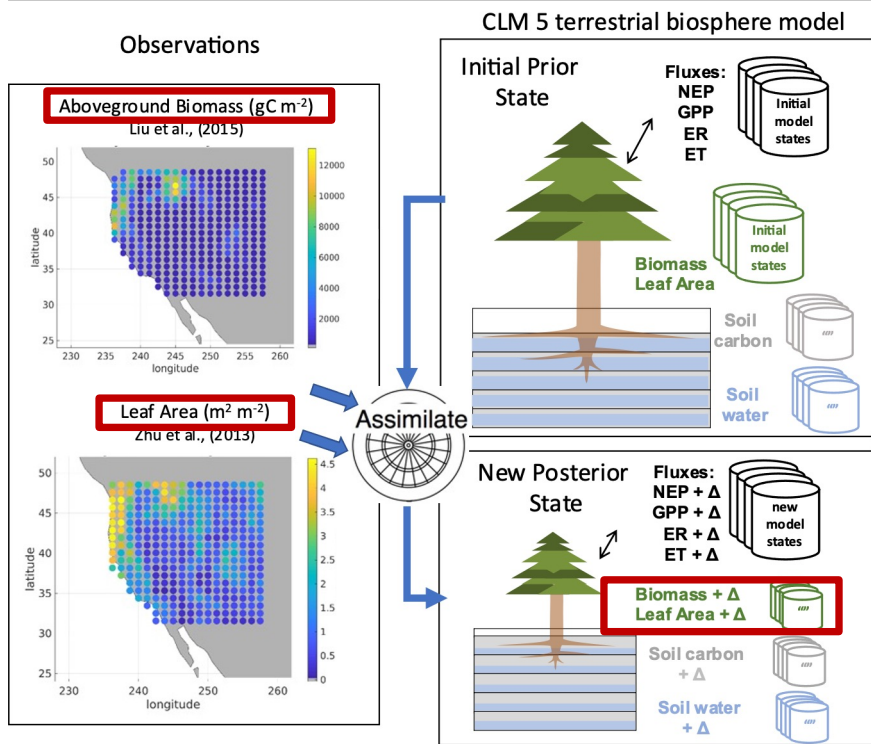 Observations
Aboveground Biomass (gC m⁻²)
Liu et al., (2015)
50
45
40
35
30
25
latitude
230
235
240
245
250
255
260
longitude
12000
10000
8000
6000
4000
2000
Leaf Area (m² m⁻²)
Zhu et al., (2013)
50
45
40
35
30
25
latitude
230
240
250
260
longitude
4.5
4
3.5
3
2.5
2
1.5
1
0.5
0
Assimilate
CLM 5 terrestrial biosphere model
Initial Prior
State
Fluxes:
NEP
GPP
ER
ET
Initial
model
states
Biomass
Leaf Area
Initial
model
states
Soil
carbon
""
Soil
water
""
New Posterior
State
Fluxes:
NEP + Δ
GPP + Δ
ER + Δ
ET + Δ
new
model
states
Biomass + Δ
Leaf Area + Δ
""
Soil carbon
+ Δ
""
Soil water
+ Δ
""